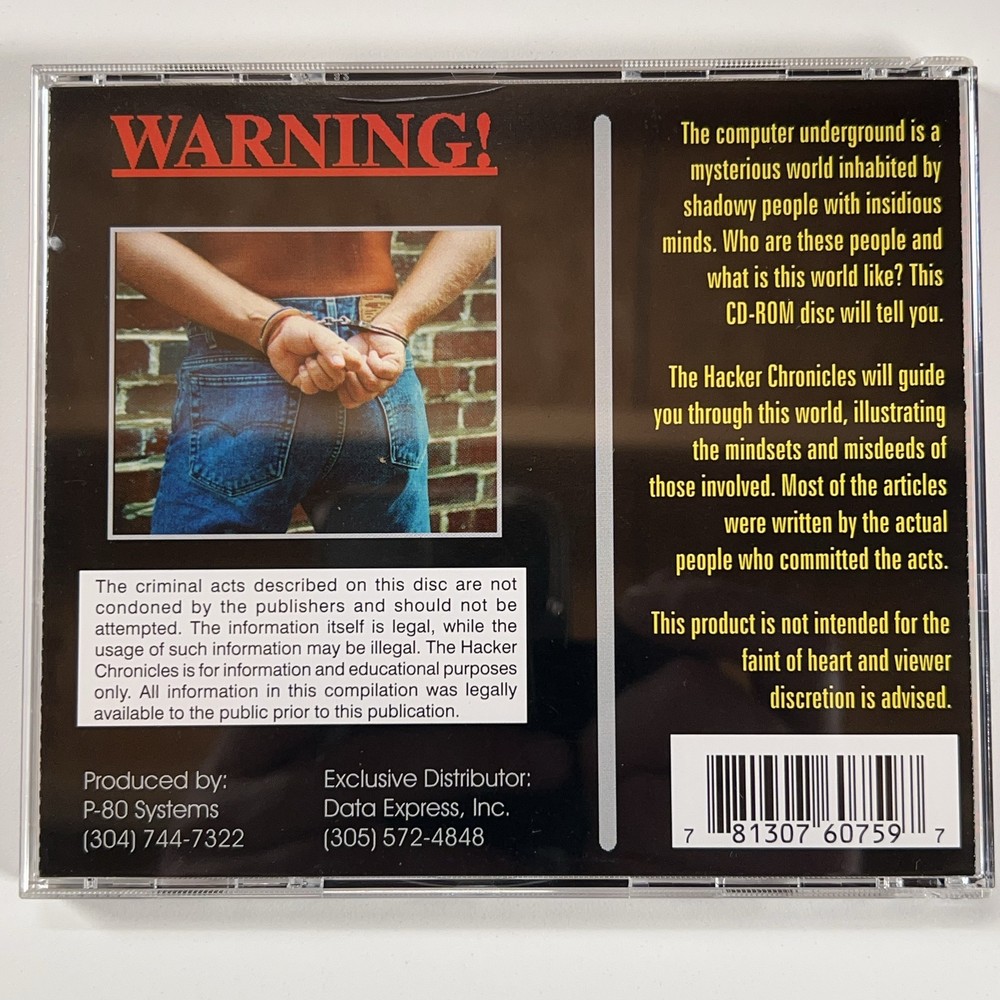 WARNING!
The criminal acts described on this disc are not
condoned by the publishers and should not be
attempted. The information itself is legal, while the
usage of such information may be illegal. The Hacker
Chronicles is for information and educational purposes
only. All information in this compilation was legally
available to the public prior to this publication.
Produced by:
P-80 Systems
(304) 744-7322
Exclusive Distributor:
Data Express, Inc.
(305) 572-4848
The computer underground is a
mysterious world inhabited by
shadowy people with insidious
minds. Who are these people and
what is this world like? This
CD-ROM disc will tell you.
The Hacker Chronicles will guide
you through this world, illustrating
the mindsets and misdeeds of
those involved. Most of the articles
were written by the actual
people who committed the acts.
This product is not intended for the
faint of heart and viewer
discretion is advised.
7 81307 60759 7